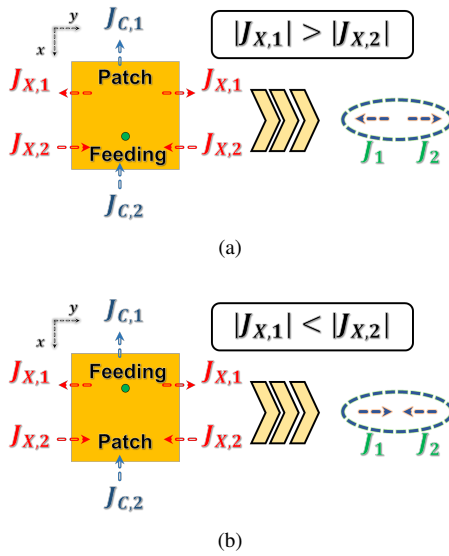 J_{C,1}
y
x
|J_{X,1}| > |J_{X,2}|
Patch
J_{X,1} J_{X,1}
J_{X,2} Feeding J_{X,2}
J_1 J_2
J_{C,2}
(a)
J_{C,1}
y
x
|J_{X,1}| < |J_{X,2}|
Feeding
J_{X,1} J_{X,1}
J_{X,2} Patch J_{X,2}
J_1 J_2
J_{C,2}
(b)